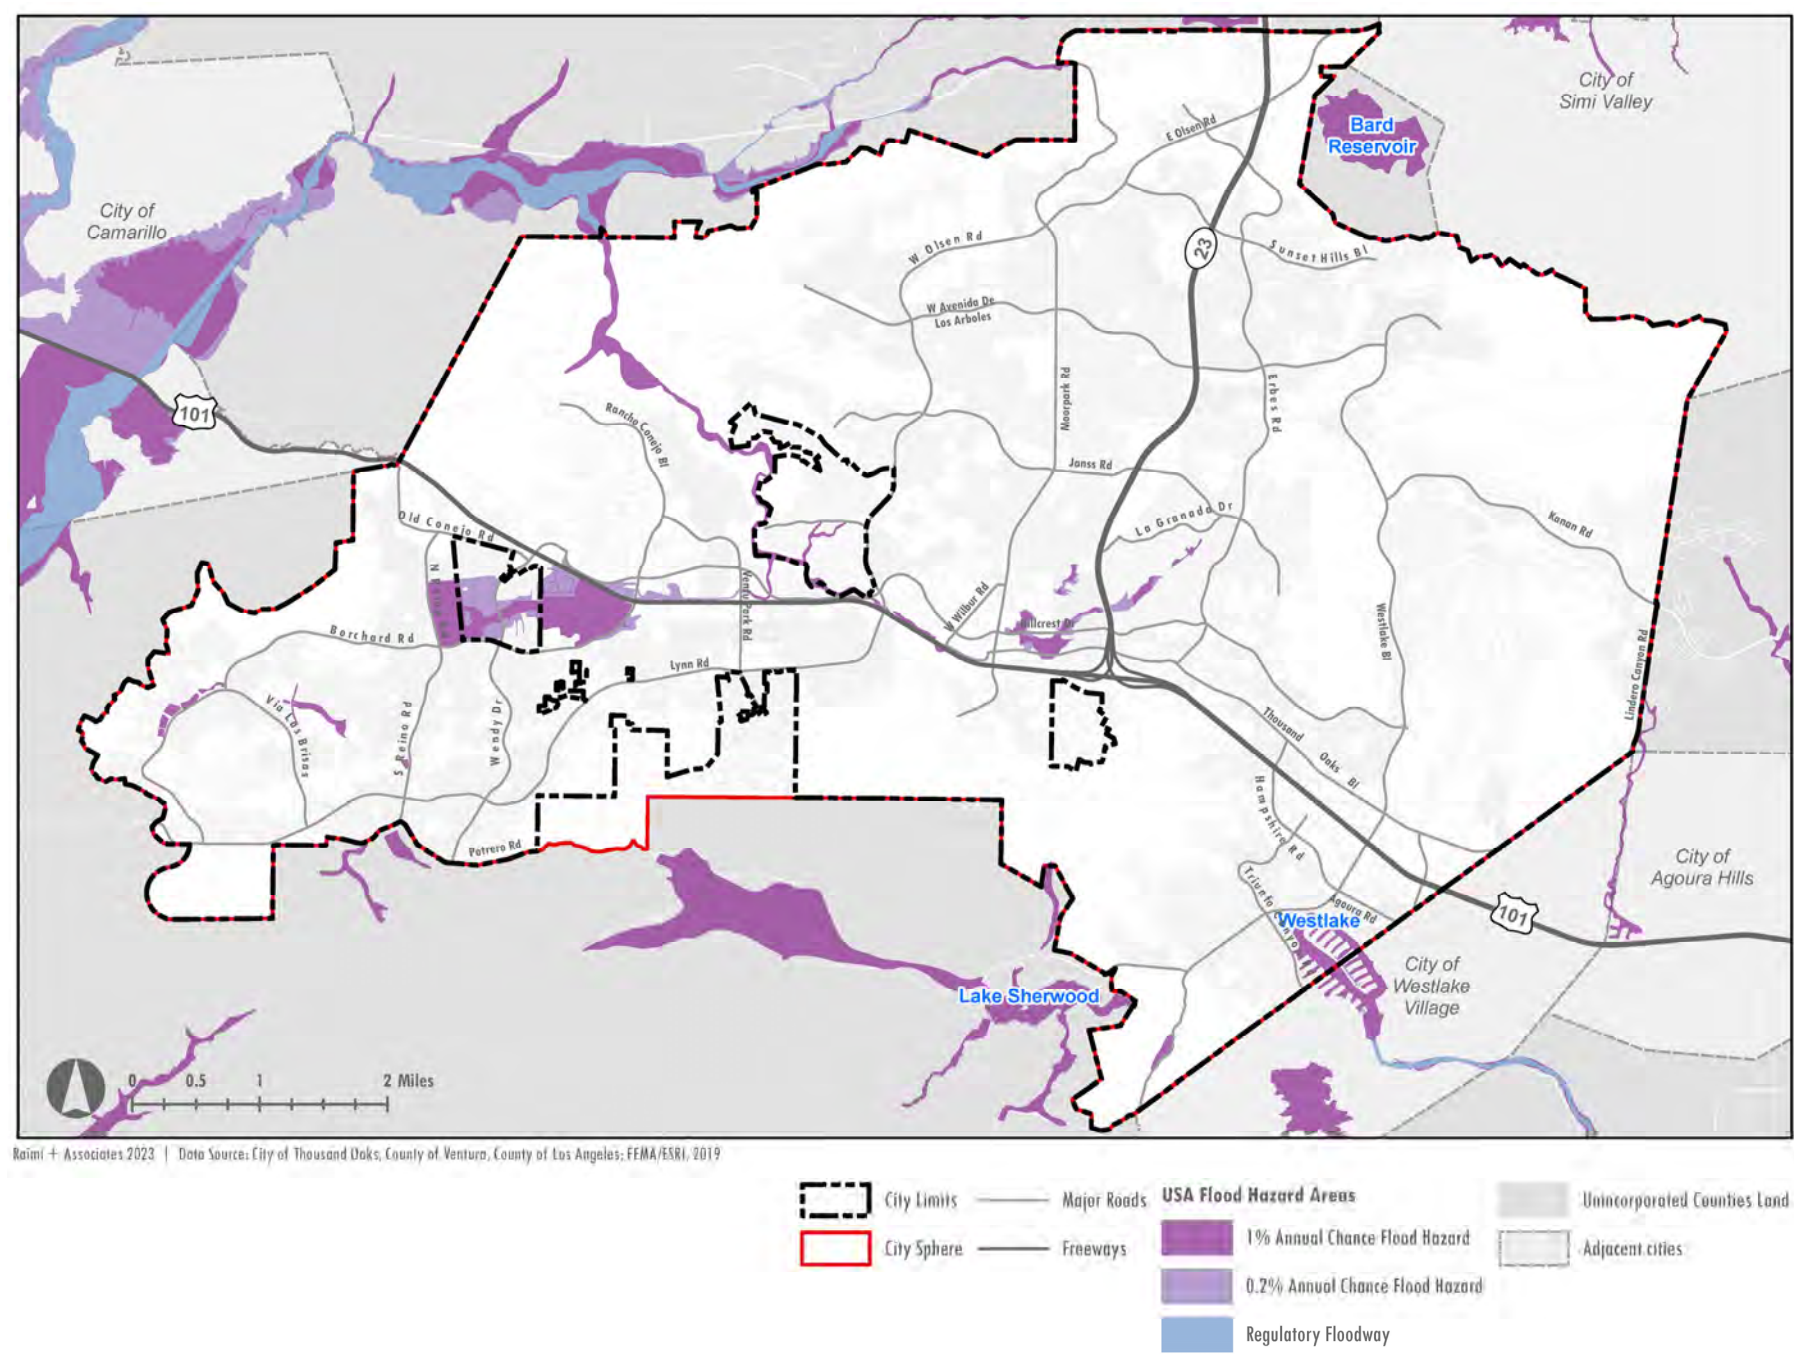 City of
Simi Valley
Bard
Reservoir
E Olsen Rd
City of
Camarillo
W Olsen Rd
23
Sunset Hills Bl
W Avenida De
Los Arboles
Moorpark Rd
Erbes Rd
101
Rancho Conejo Bl
Janss Rd
La Granada Dr
Kanan Rd
Old Conejo Rd
Ventu Park Rd
W Wilbur Rd
Hillcrest Dr
Westlake Bl
Borchard Rd
Lynn Rd
Lindero Canyon Rd
Via Las Brisas
S Reino Rd
Wendy Dr
Thousand Oaks Bl
Hampshire Rd
Potrero Rd
City of
Agoura Hills
Triunfo Canyon
Agoura Rd
Westlake
101
City of
Westlake
Village
Lake Sherwood
0 0.5 1 2 Miles
Raimi + Associates 2023 | Data Source: City of Thousand Oaks, County of Ventura, County of Los Angeles; FEMA/ESRI, 2019
City Limits
Major Roads
USA Flood Hazard Areas
Unincorporated Counties Land
City Sphere
Freeways
1% Annual Chance Flood Hazard
Adjacent cities
0.2% Annual Chance Flood Hazard
Regulatory Floodway